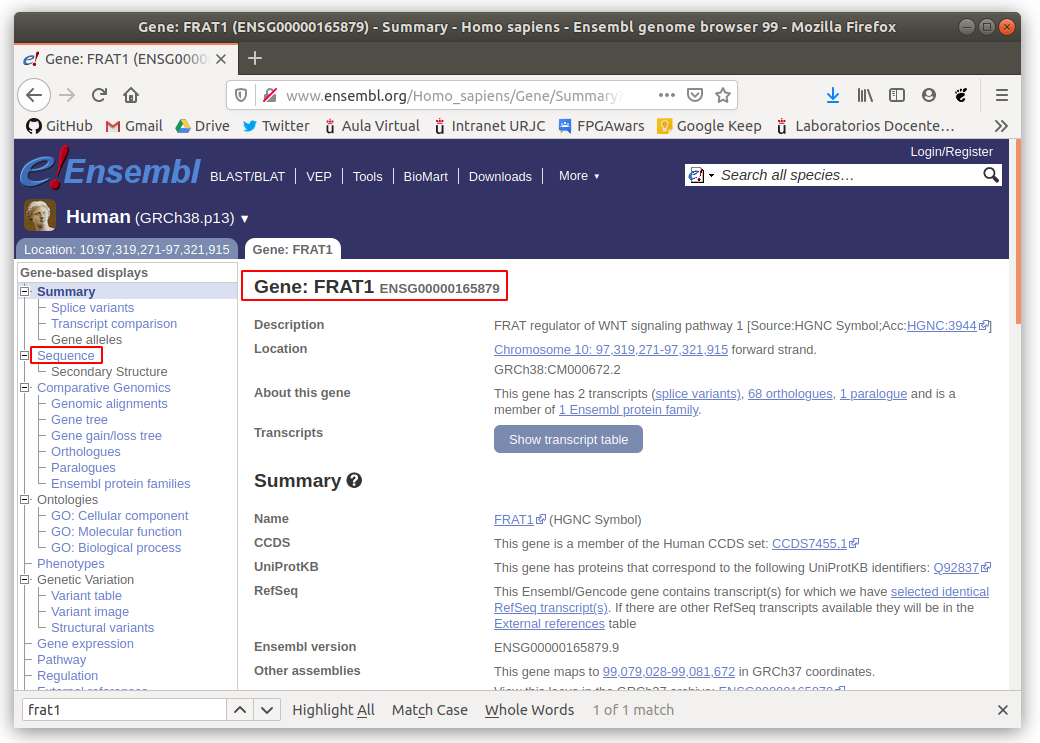 Gene: FRAT1 (ENSG00000165879) - Summary - Homo sapiens - Ensembl genome browser 99 - Mozilla Firefox
Gene: FRAT1 (ENSG0000
www.ensembl.org/Homo_sapiens/Gene/Summary
GitHub Gmail Drive Twitter Aula Virtual Intranet URJC FPGAwars Google Keep Laboratorios Docente…
Login/Register
e!Ensembl BLAST/BLAT VEP Tools BioMart Downloads More
e! Search all species…
Human (GRCh38.p13)
Location: 10:97,319,271-97,321,915 Gene: FRAT1
Gene-based displays
Summary
Splice variants
Transcript comparison
Gene alleles
Sequence
Secondary Structure
Comparative Genomics
Genomic alignments
Gene tree
Gene gain/loss tree
Orthologues
Paralogues
Ensembl protein families
Ontologies
GO: Cellular component
GO: Molecular function
GO: Biological process
Phenotypes
Genetic Variation
Variant table
Variant image
Structural variants
Gene expression
Pathway
Regulation
External references
Gene: FRAT1 ENSG00000165879
Description FRAT regulator of WNT signaling pathway 1 [Source:HGNC Symbol;Acc:HGNC:3944]
Location Chromosome 10: 97,319,271-97,321,915 forward strand.
GRCh38:CM000672.2
About this gene This gene has 2 transcripts (splice variants), 68 orthologues, 1 paralogue and is a
member of 1 Ensembl protein family.
Transcripts Show transcript table
Summary ?
Name FRAT1 (HGNC Symbol)
CCDS This gene is a member of the Human CCDS set: CCDS7455.1
UniProtKB This gene has proteins that correspond to the following UniProtKB identifiers: Q92837
RefSeq This Ensembl/Gencode gene contains transcript(s) for which we have selected identical
RefSeq transcript(s). If there are other RefSeq transcripts available they will be in the
External references table
Ensembl version ENSG00000165879.9
Other assemblies This gene maps to 99,079,028-99,081,672 in GRCh37 coordinates.
View this locus in the GRCh37 archive: ENSG00000165879
frat1 Highlight All Match Case Whole Words 1 of 1 match